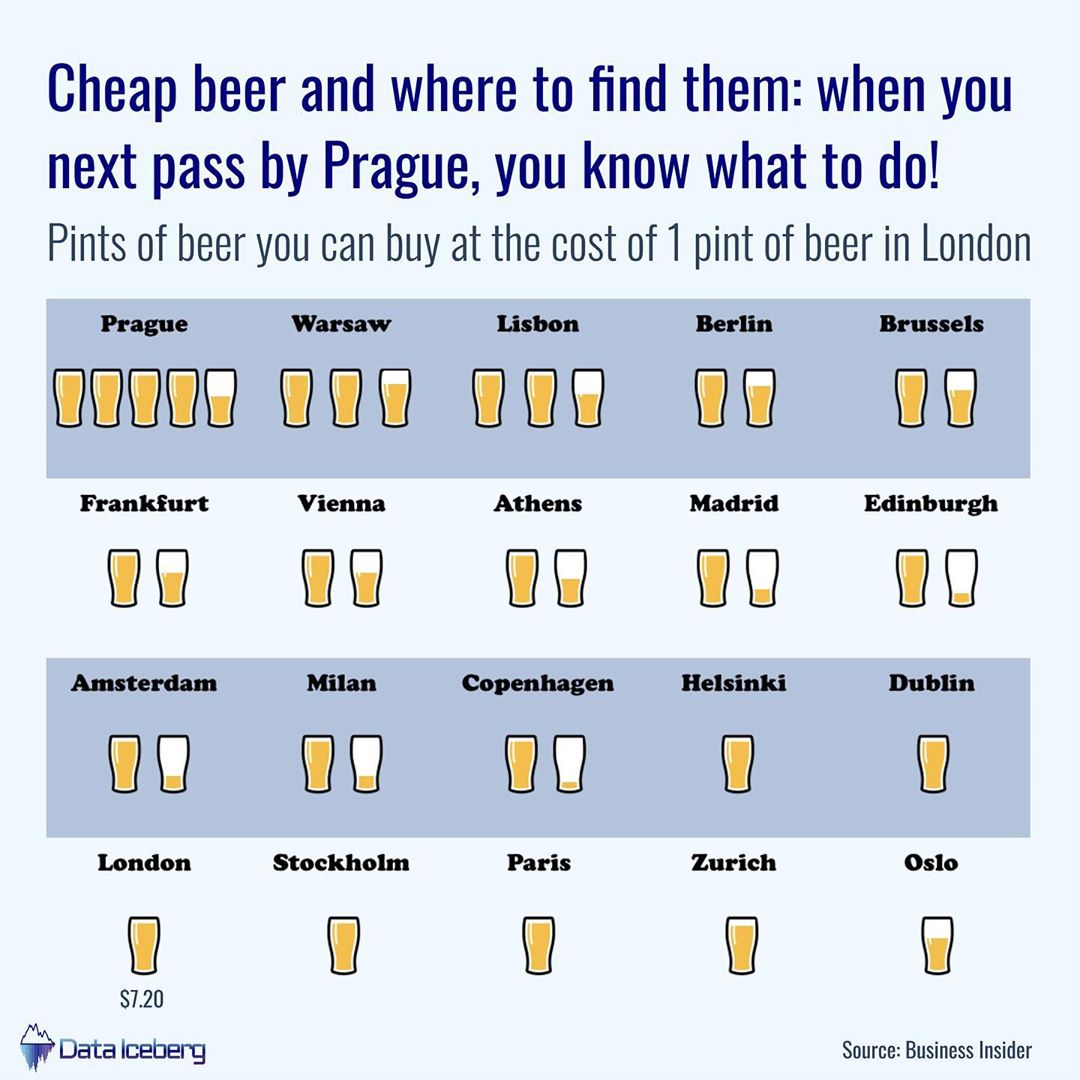 Cheap beer and where to find them: when you
next pass by Prague, you know what to do!
Pints of beer you can buy at the cost of 1 pint of beer in London
Prague Warsaw Lisbon Berlin Brussels
Frankfurt Vienna Athens Madrid Edinburgh
Amsterdam Milan Copenhagen Helsinki Dublin
London Stockholm Paris Zurich Oslo
$7.20
Data Iceberg
Source: Business Insider